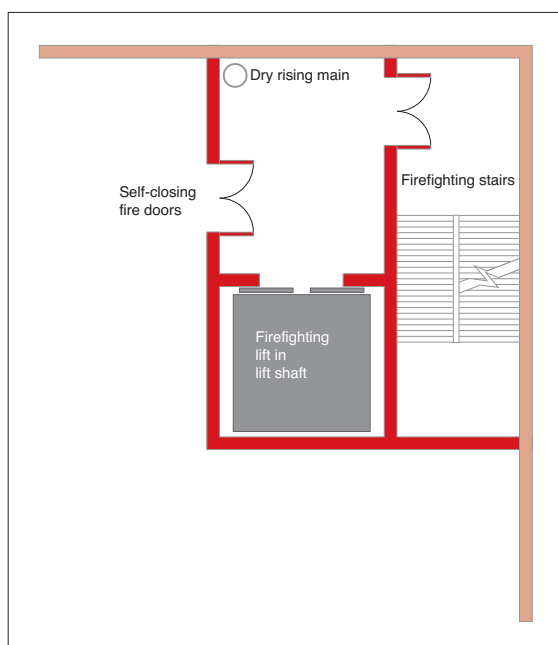 Dry rising main
Self-closing
fire doors
Firefighting stairs
Firefighting
lift in
lift shaft